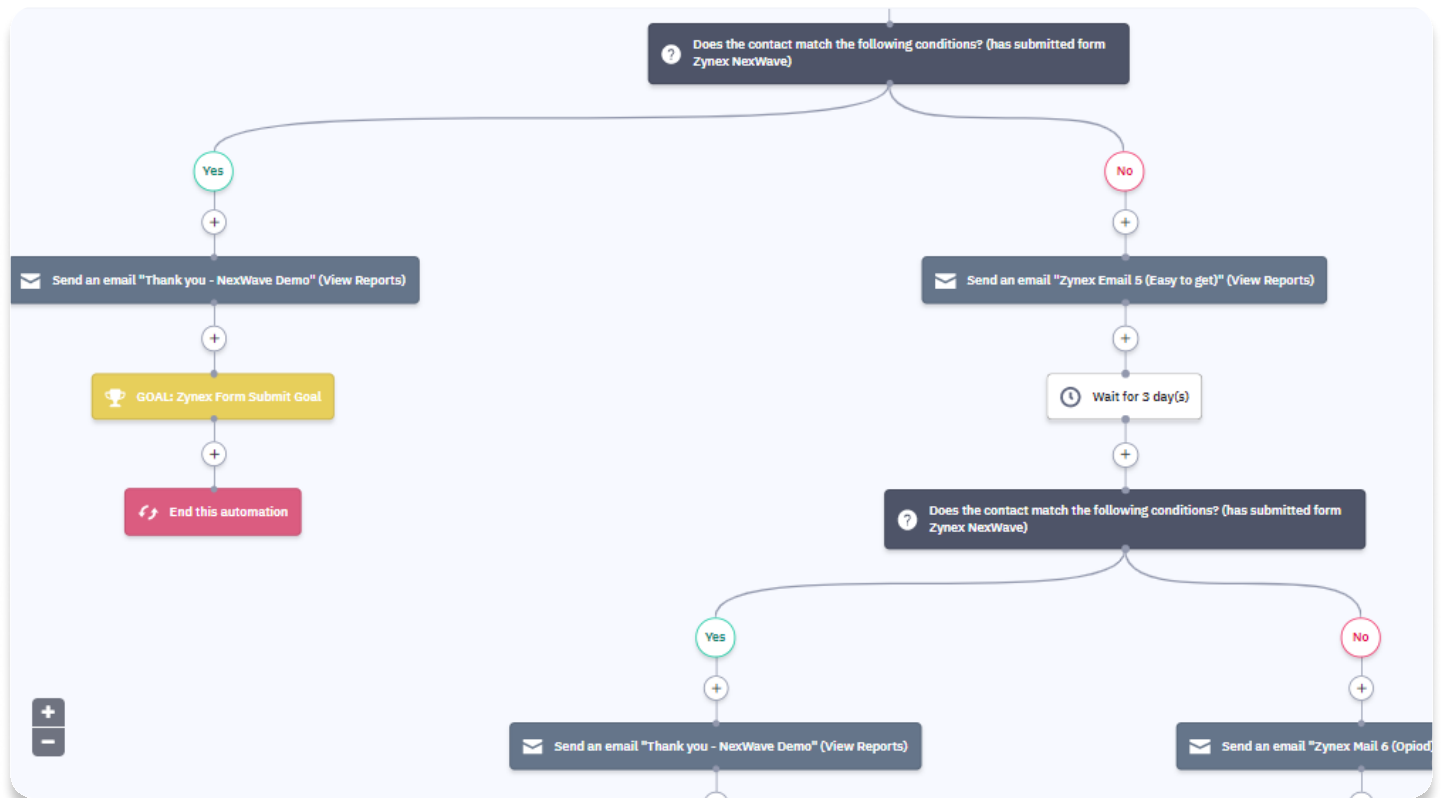 Does the contact match the following conditions? (has submitted form
Zynex NexWave)
Yes
No
+
+
Send an email "Thank you - NexWave Demo" (View Reports)
Send an email "Zynex Email 5 (Easy to get)" (View Reports)
+
+
GOAL: Zynex Form Submit Goal
Wait for 3 day(s)
+
+
End this automation
Does the contact match the following conditions? (has submitted form
Zynex NexWave)
Yes
No
+
+
+
−
Send an email "Thank you - NexWave Demo" (View Reports)
Send an email "Zynex Mail 6 (Opiod